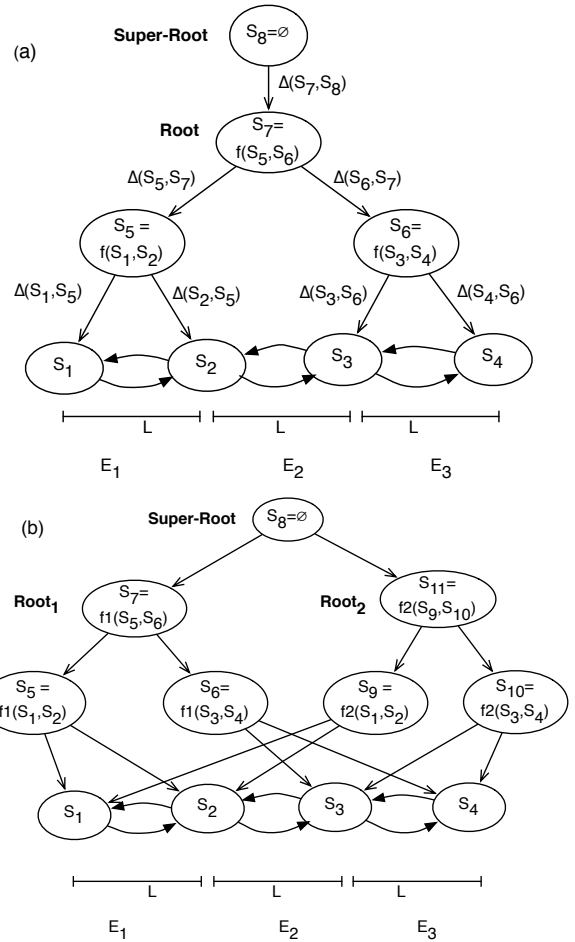 (a)
Super-Root
S8=∅
Δ(S7,S8)
Root
S7=
f(S5,S6)
Δ(S5,S7)
Δ(S6,S7)
S5 =
f(S1,S2)
S6=
f(S3,S4)
Δ(S1,S5)
Δ(S2,S5)
Δ(S3,S6)
Δ(S4,S6)
S1
S2
S3
S4
L
L
L
E1
E2
E3
(b)
Super-Root
S8=∅
Root1
S7=
f1(S5,S6)
Root2
S11=
f2(S9,S10)
S5 =
f1(S1,S2)
S6=
f1(S3,S4)
S9 =
f2(S1,S2)
S10=
f2(S3,S4)
S1
S2
S3
S4
L
L
L
E1
E2
E3